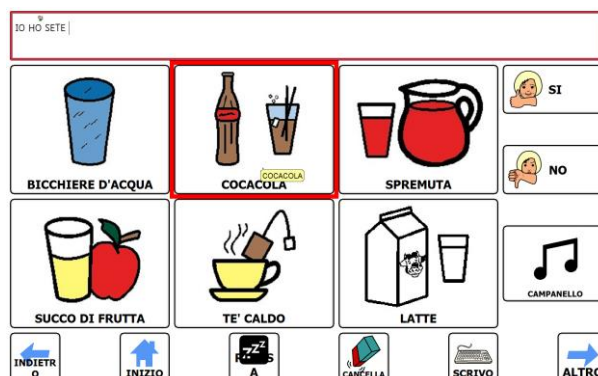 IO HO SETE
BICCHIERE D'ACQUA
COCACOLA
COCACOLA
SPREMUTA
SI
NO
SUCCO DI FRUTTA
TE' CALDO
LATTE
CAMPANELLO
INDIETR
O
INIZIO
zzz
A
CANCELLA
SCRIVO
ALTRO